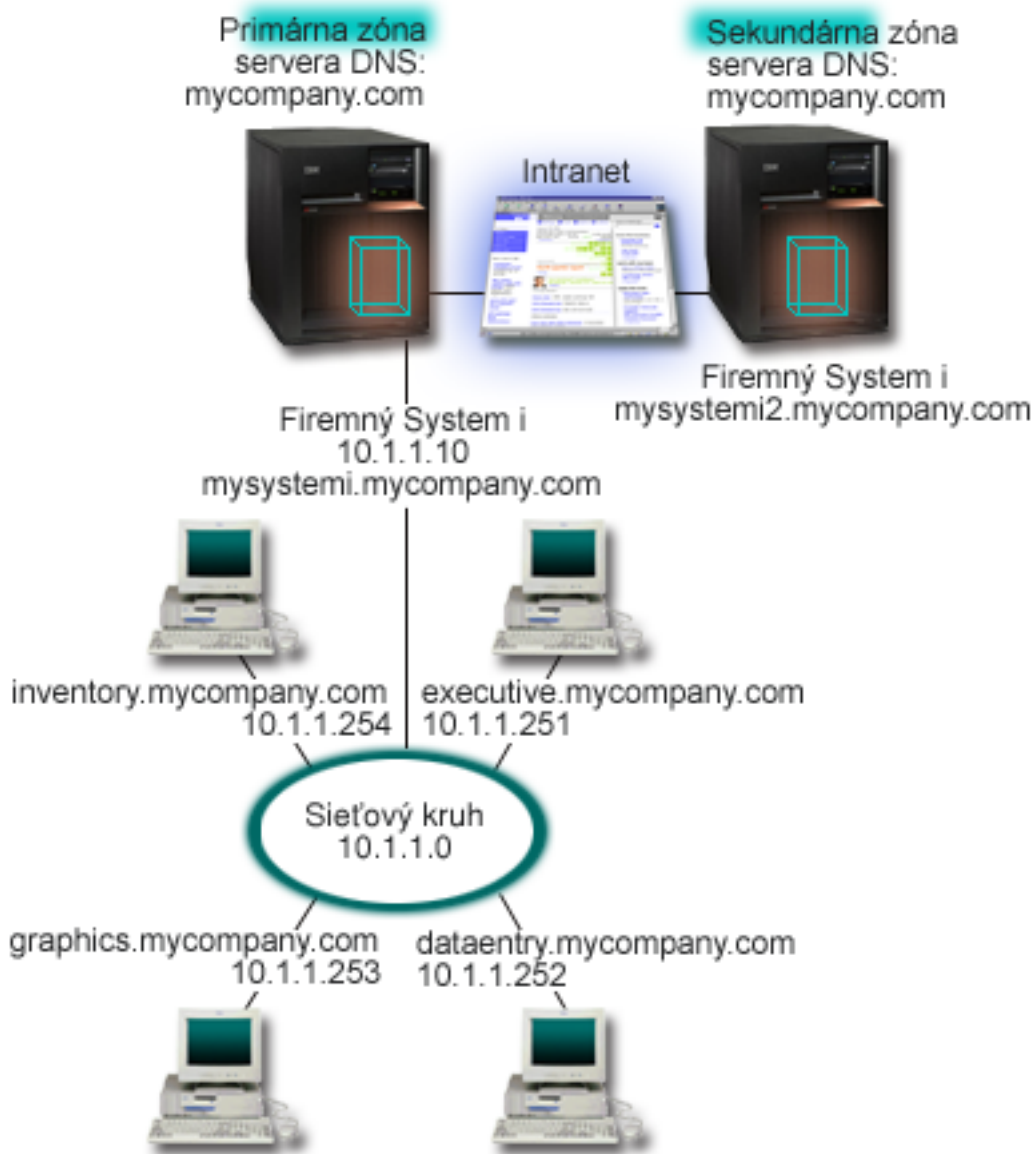 Primárna zóna
servera DNS:
mycompany.com
Sekundárna zóna
servera DNS:
mycompany.com
Intranet
Firemný System i
10.1.1.10
mysystemi.mycompany.com
Firemný System i
mysystemi2.mycompany.com
inventory.mycompany.com
10.1.1.254
executive.mycompany.com
10.1.1.251
Sieťový kruh
10.1.1.0
graphics.mycompany.com
10.1.1.253
dataentry.mycompany.com
10.1.1.252